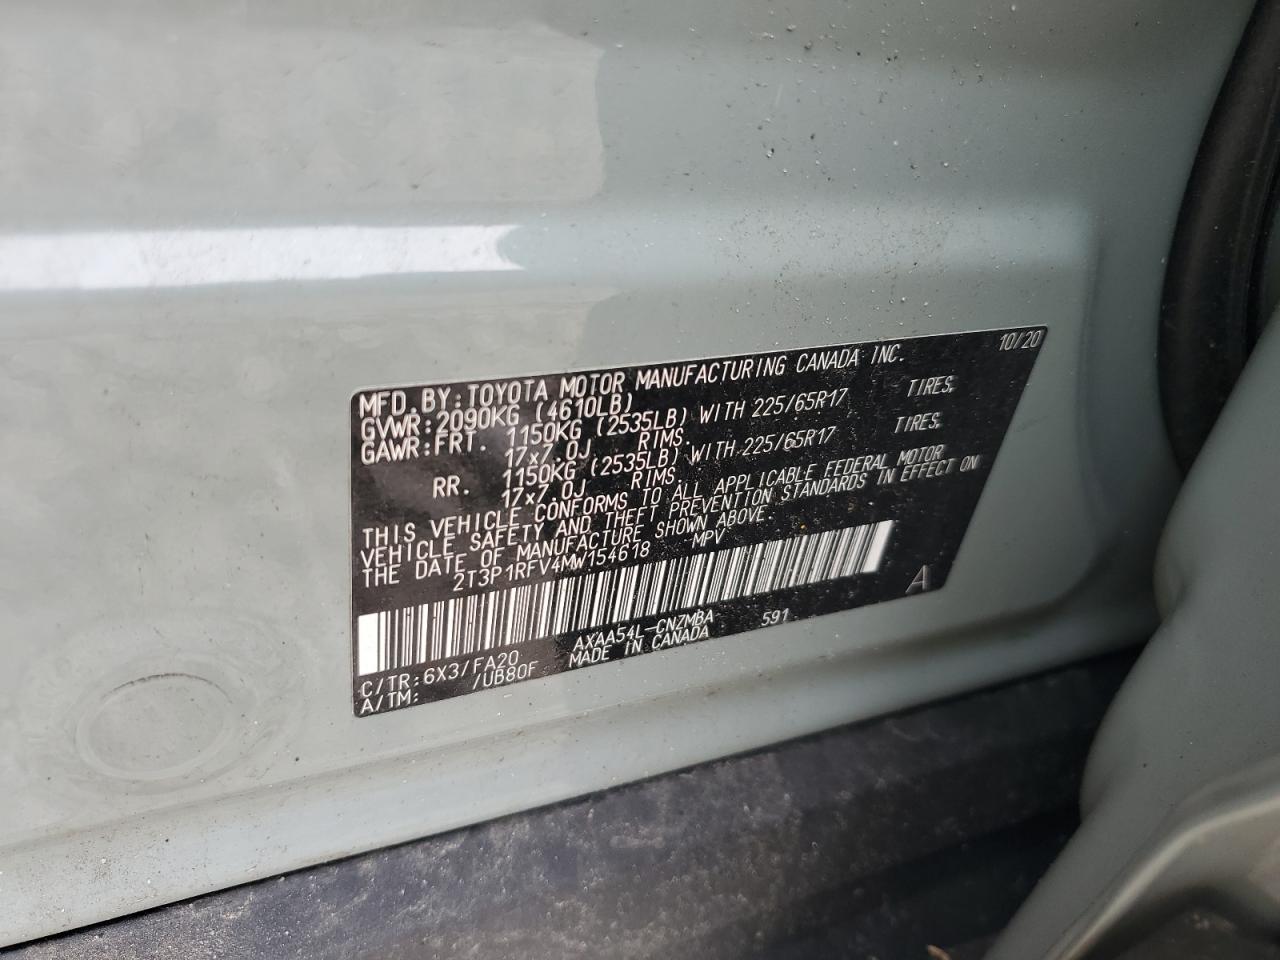 10/20
MFD. BY: TOYOTA MOTOR MANUFACTURING CANADA INC.
GVWR: 2090KG (4610LB)
GAWR: FRT. 1150KG (2535LB) WITH 225/65R17 TIRES,
17x7.0J RIMS.
RR. 1150KG (2535LB) WITH 225/65R17 TIRES,
17x7.0J RIMS.
THIS VEHICLE CONFORMS TO ALL APPLICABLE FEDERAL MOTOR
VEHICLE SAFETY AND THEFT PREVENTION STANDARDS IN EFFECT ON
THE DATE OF MANUFACTURE SHOWN ABOVE.
2T3P1RFV4MW154618 MPV
A
C/TR: 6X3/FA20 AXAA54L-CNZMBA 591
A/TM: /UB80F MADE IN CANADA